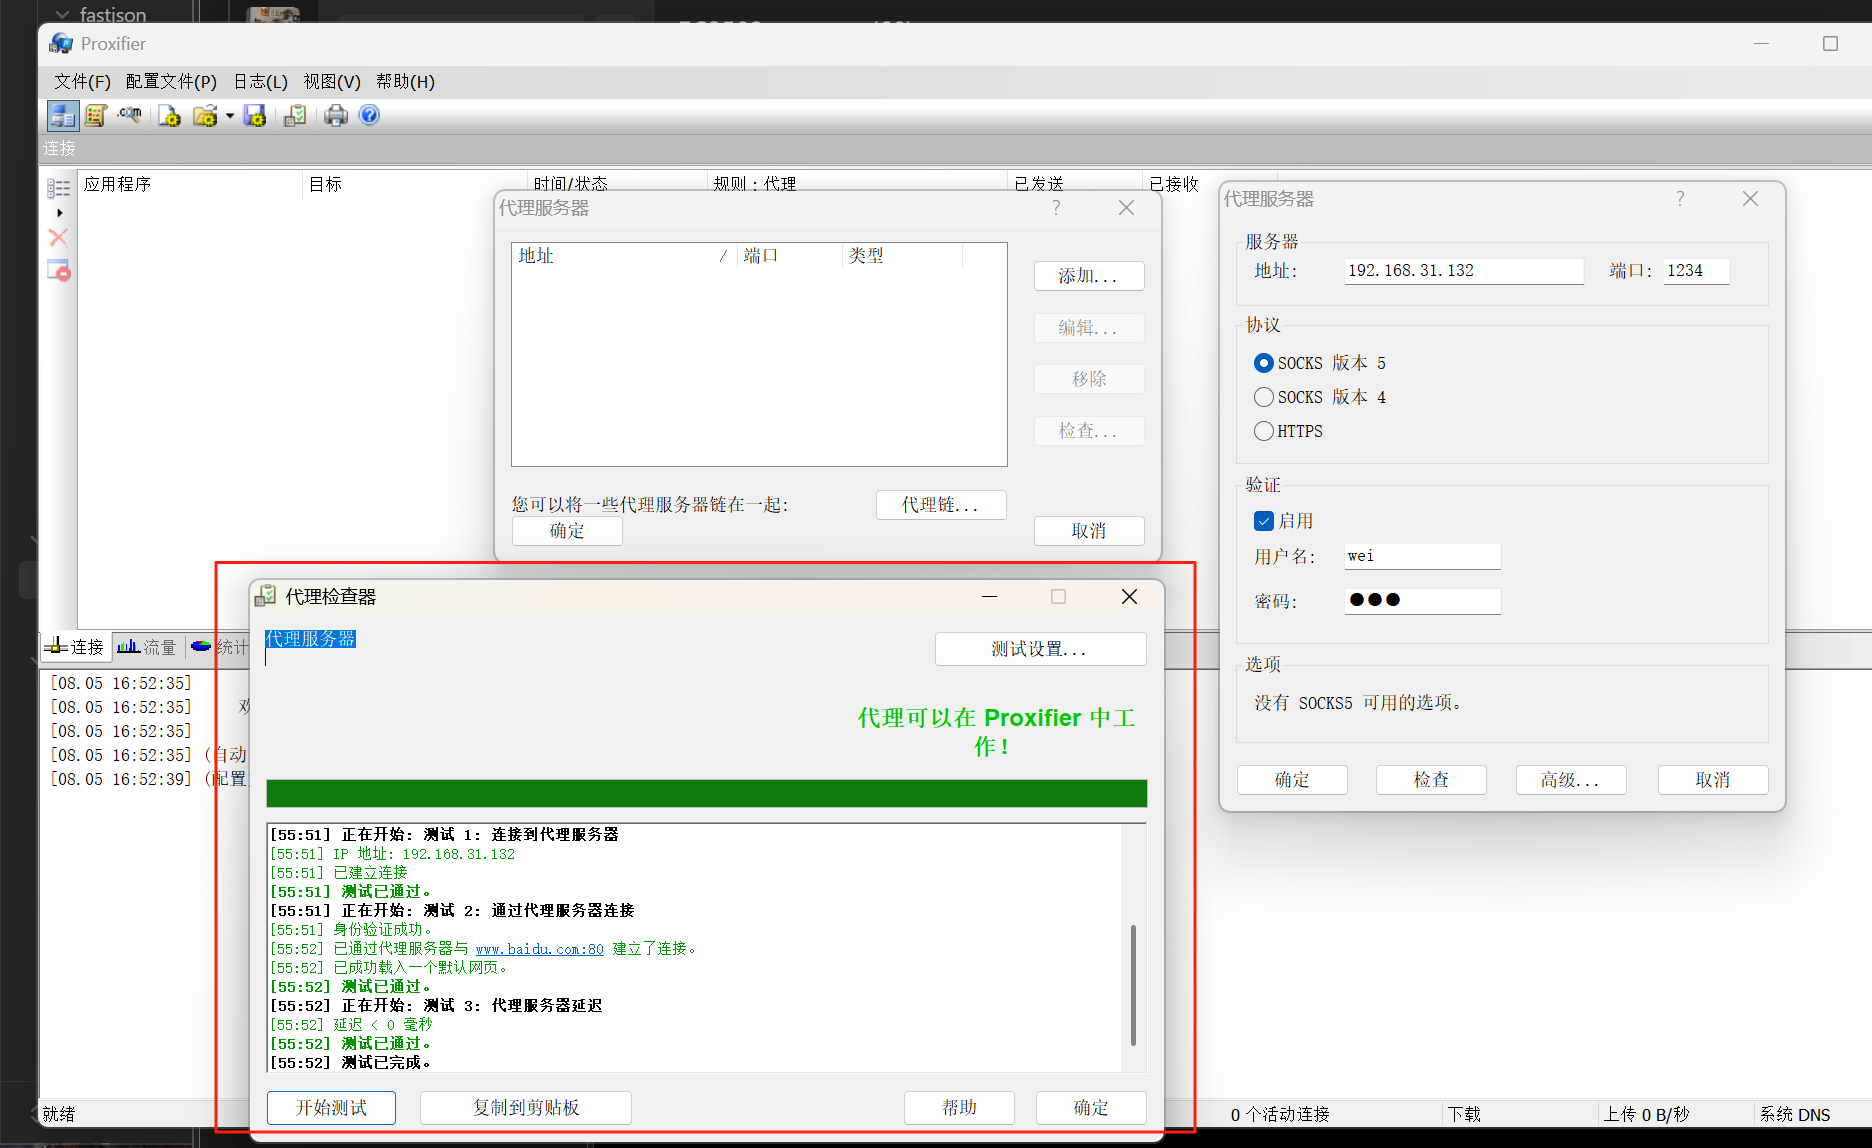 fastison
Proxifier
文件(F) 配置文件(P) 日志(L) 视图(V) 帮助(H)
.com
连接
应用程序 目标 时间/状态 规则：代理 已发送 已接收
代理服务器
地址 / 端口 类型
添加...
编辑...
移除
检查...
您可以将一些代理服务器链在一起:
代理链...
确定
取消
代理服务器
服务器
地址: 192.168.31.132 端口: 1234
协议
SOCKS 版本 5
SOCKS 版本 4
HTTPS
验证
启用
用户名: wei
密码: ●●●
选项
没有 SOCKS5 可用的选项。
确定 检查 高级... 取消
连接 流量 统计
[08.05 16:52:35]
[08.05 16:52:35] 欢
[08.05 16:52:35]
[08.05 16:52:35] (自动
[08.05 16:52:39] (配置
代理检查器
代理服务器
测试设置...
代理可以在 Proxifier 中工
作!
[55:51] 正在开始: 测试 1: 连接到代理服务器
[55:51] IP 地址: 192.168.31.132
[55:51] 已建立连接
[55:51] 测试已通过。
[55:51] 正在开始: 测试 2: 通过代理服务器连接
[55:51] 身份验证成功。
[55:52] 已通过代理服务器与 www.baidu.com:80 建立了连接。
[55:52] 已成功载入一个默认网页。
[55:52] 测试已通过。
[55:52] 正在开始: 测试 3: 代理服务器延迟
[55:52] 延迟 < 0 毫秒
[55:52] 测试已通过。
[55:52] 测试已完成。
开始测试 复制到剪贴板 帮助 确定
就绪 0 个活动连接 下载 上传 0 B/秒 系统 DNS